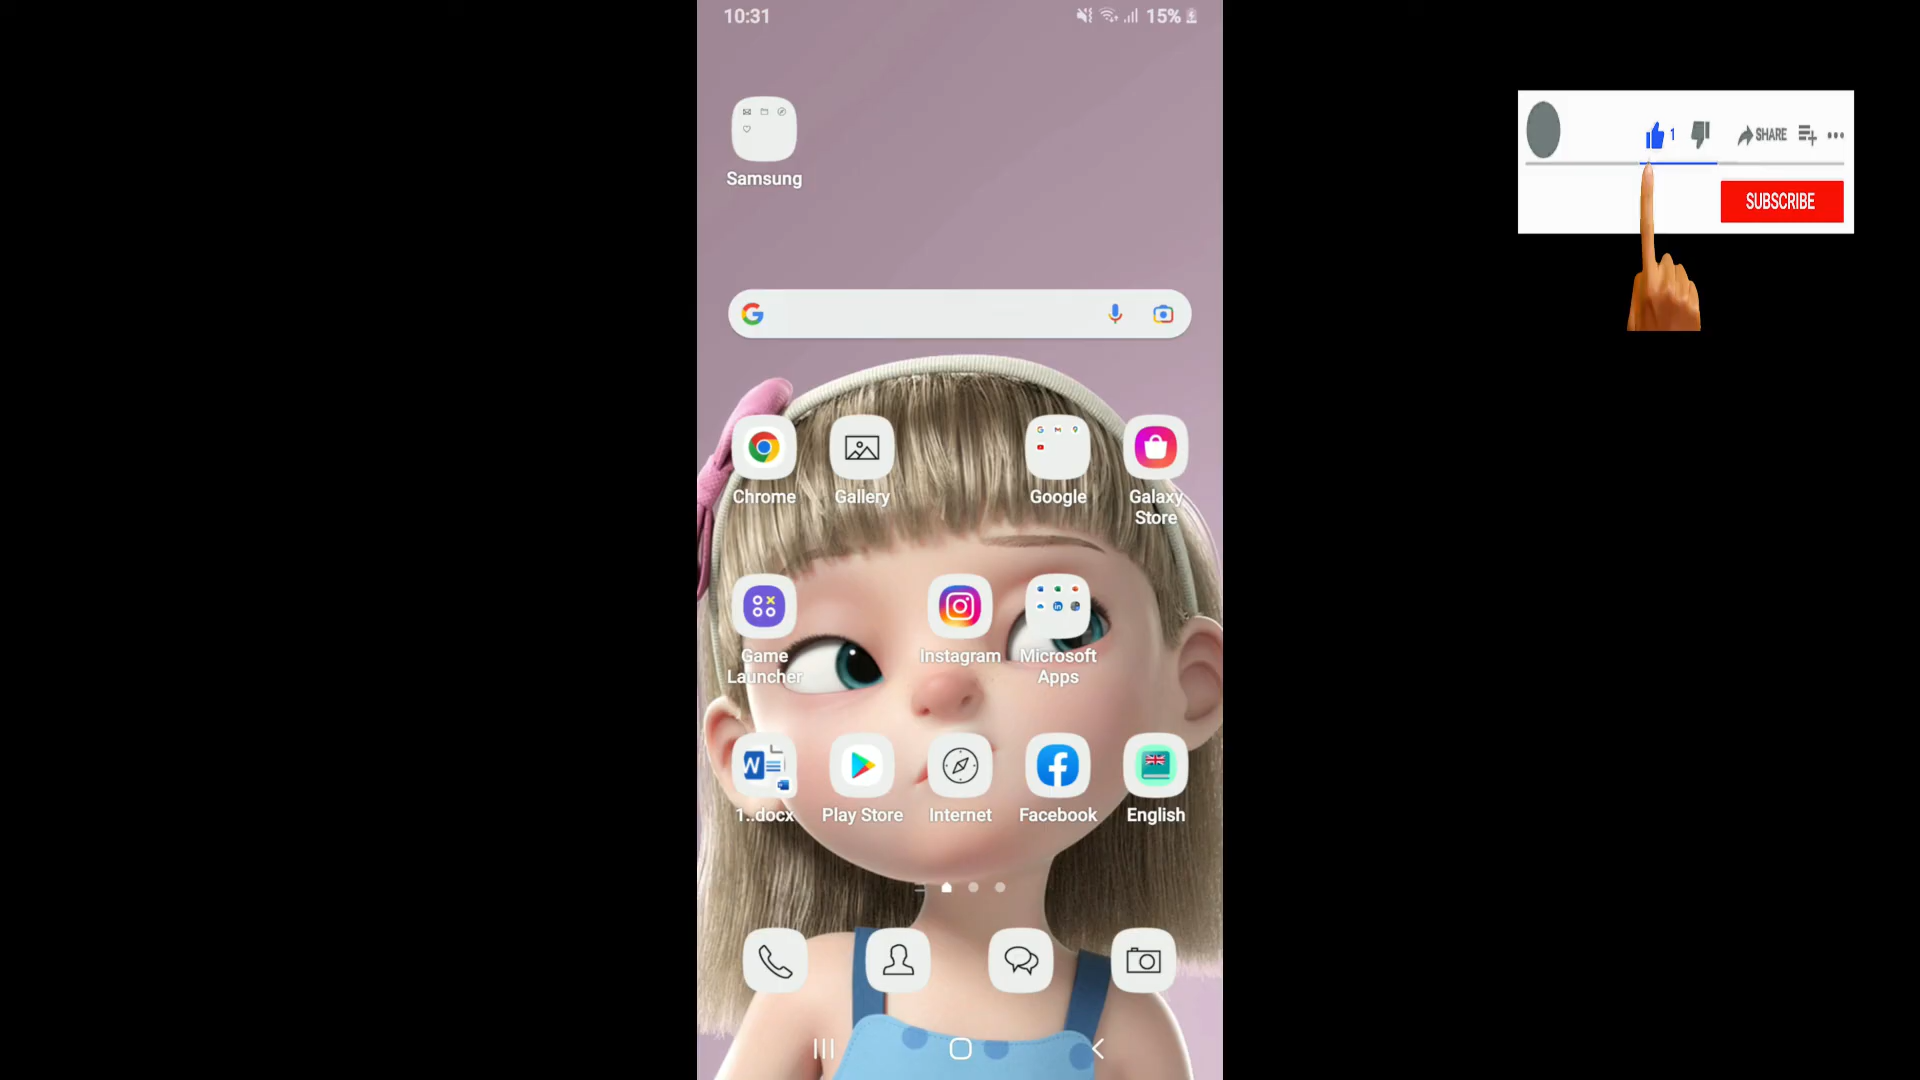 10:31
15%
Samsung
1
SHARE
SUBSCRIBE
Chrome
Gallery
Google
Galaxy
Store
Game
Launcher
Instagram
Microsoft
Apps
W
1..docx
Play Store
Internet
Facebook
English